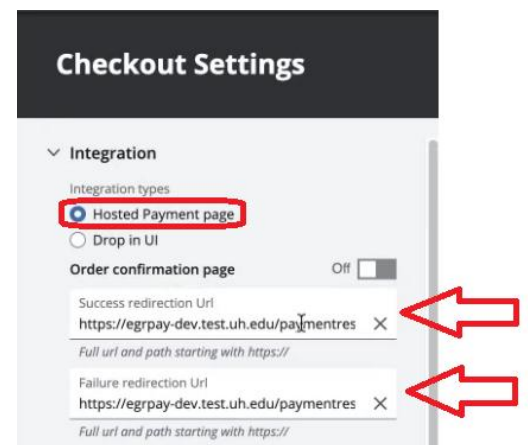 Checkout Settings
Integration
Integration types
Hosted Payment page
Drop in UI
Order confirmation page Off
Success redirection Url
https://egrpay-dev.test.uh.edu/paymentres
Full url and path starting with https://
Failure redirection Url
https://egrpay-dev.test.uh.edu/paymentres
Full url and path starting with https://